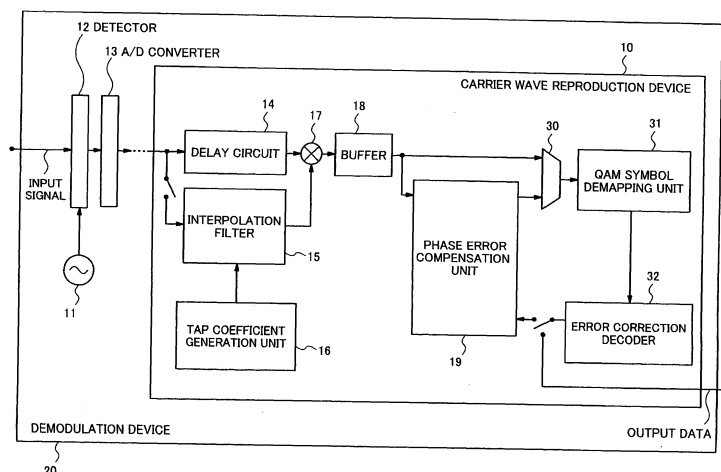 12 DETECTOR
13 A/D CONVERTER
10
CARRIER WAVE REPRODUCTION DEVICE
14
17
18
30
31
DELAY CIRCUIT
BUFFER
QAM SYMBOL
DEMAPPING UNIT
INPUT
SIGNAL
INTERPOLATION
FILTER
15
PHASE ERROR
COMPENSATION
UNIT
11
32
TAP COEFFICIENT
GENERATION UNIT
16
ERROR CORRECTION
DECODER
19
OUTPUT DATA
DEMODULATION DEVICE
20